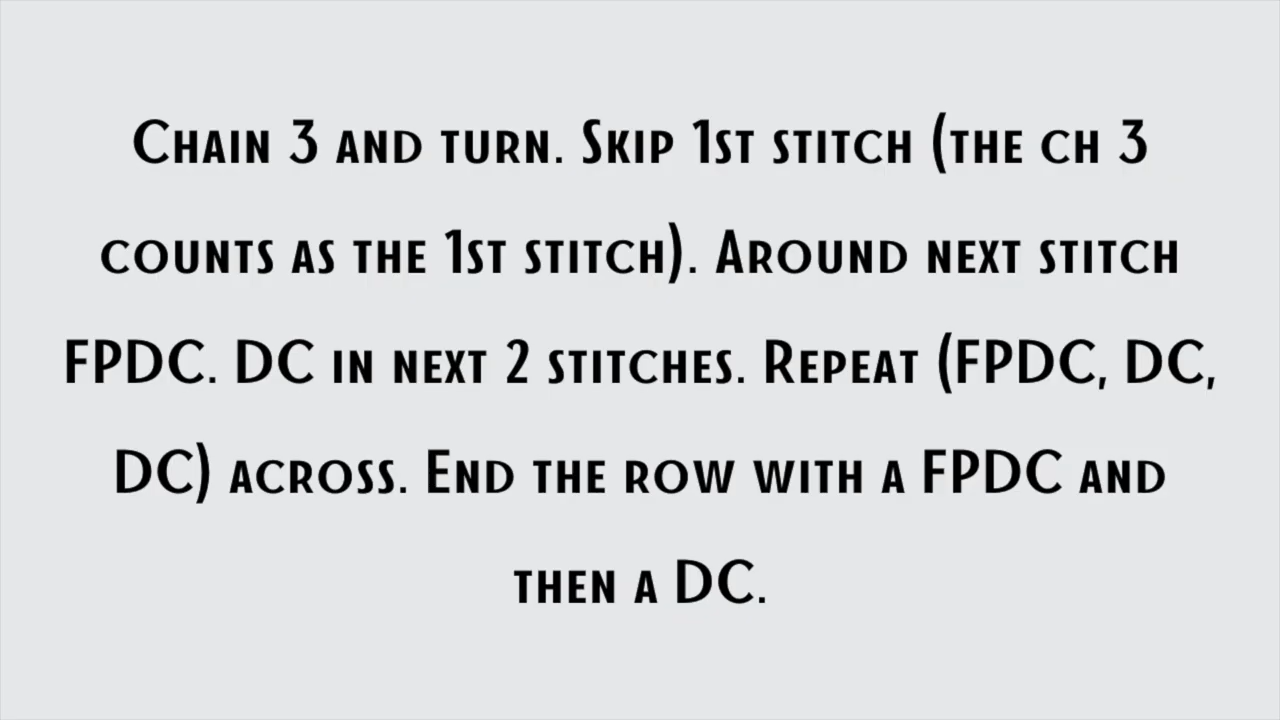 Chain 3 and turn. Skip 1st stitch (the ch 3
counts as the 1st stitch). Around next stitch
FPDC. DC in next 2 stitches. Repeat (FPDC, DC,
DC) across. End the row with a FPDC and
then a DC.